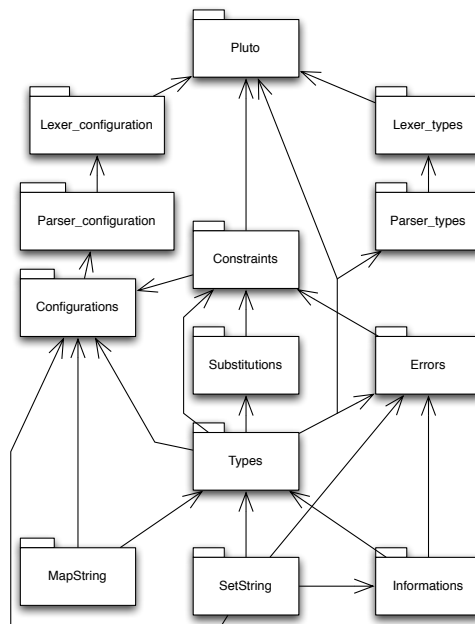 Pluto
Lexer_configuration
Lexer_types
Parser_configuration
Parser_types
Constraints
Configurations
Substitutions
Errors
Types
MapString
SetString
Informations